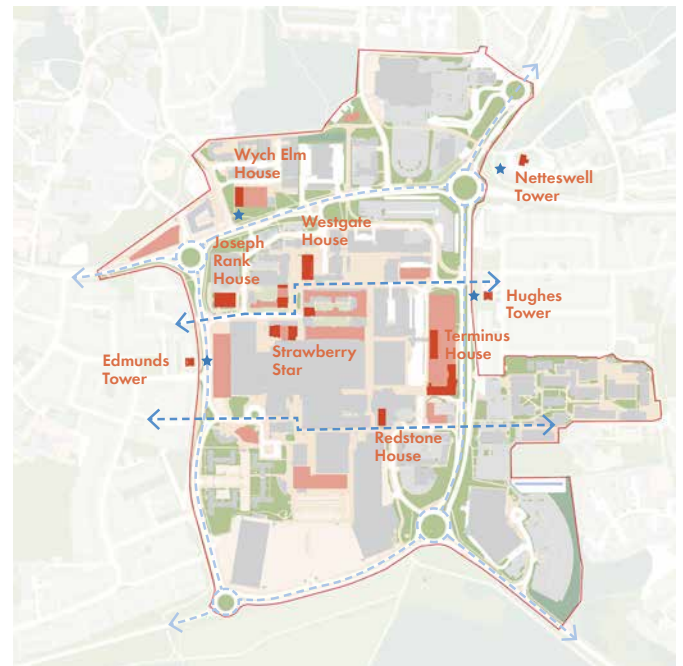 Wych Elm
House
Netteswell
Tower
Westgate
House
Joseph
Rank
House
Hughes
Tower
Terminus
House
Strawberry
Star
Edmunds
Tower
Redstone
House